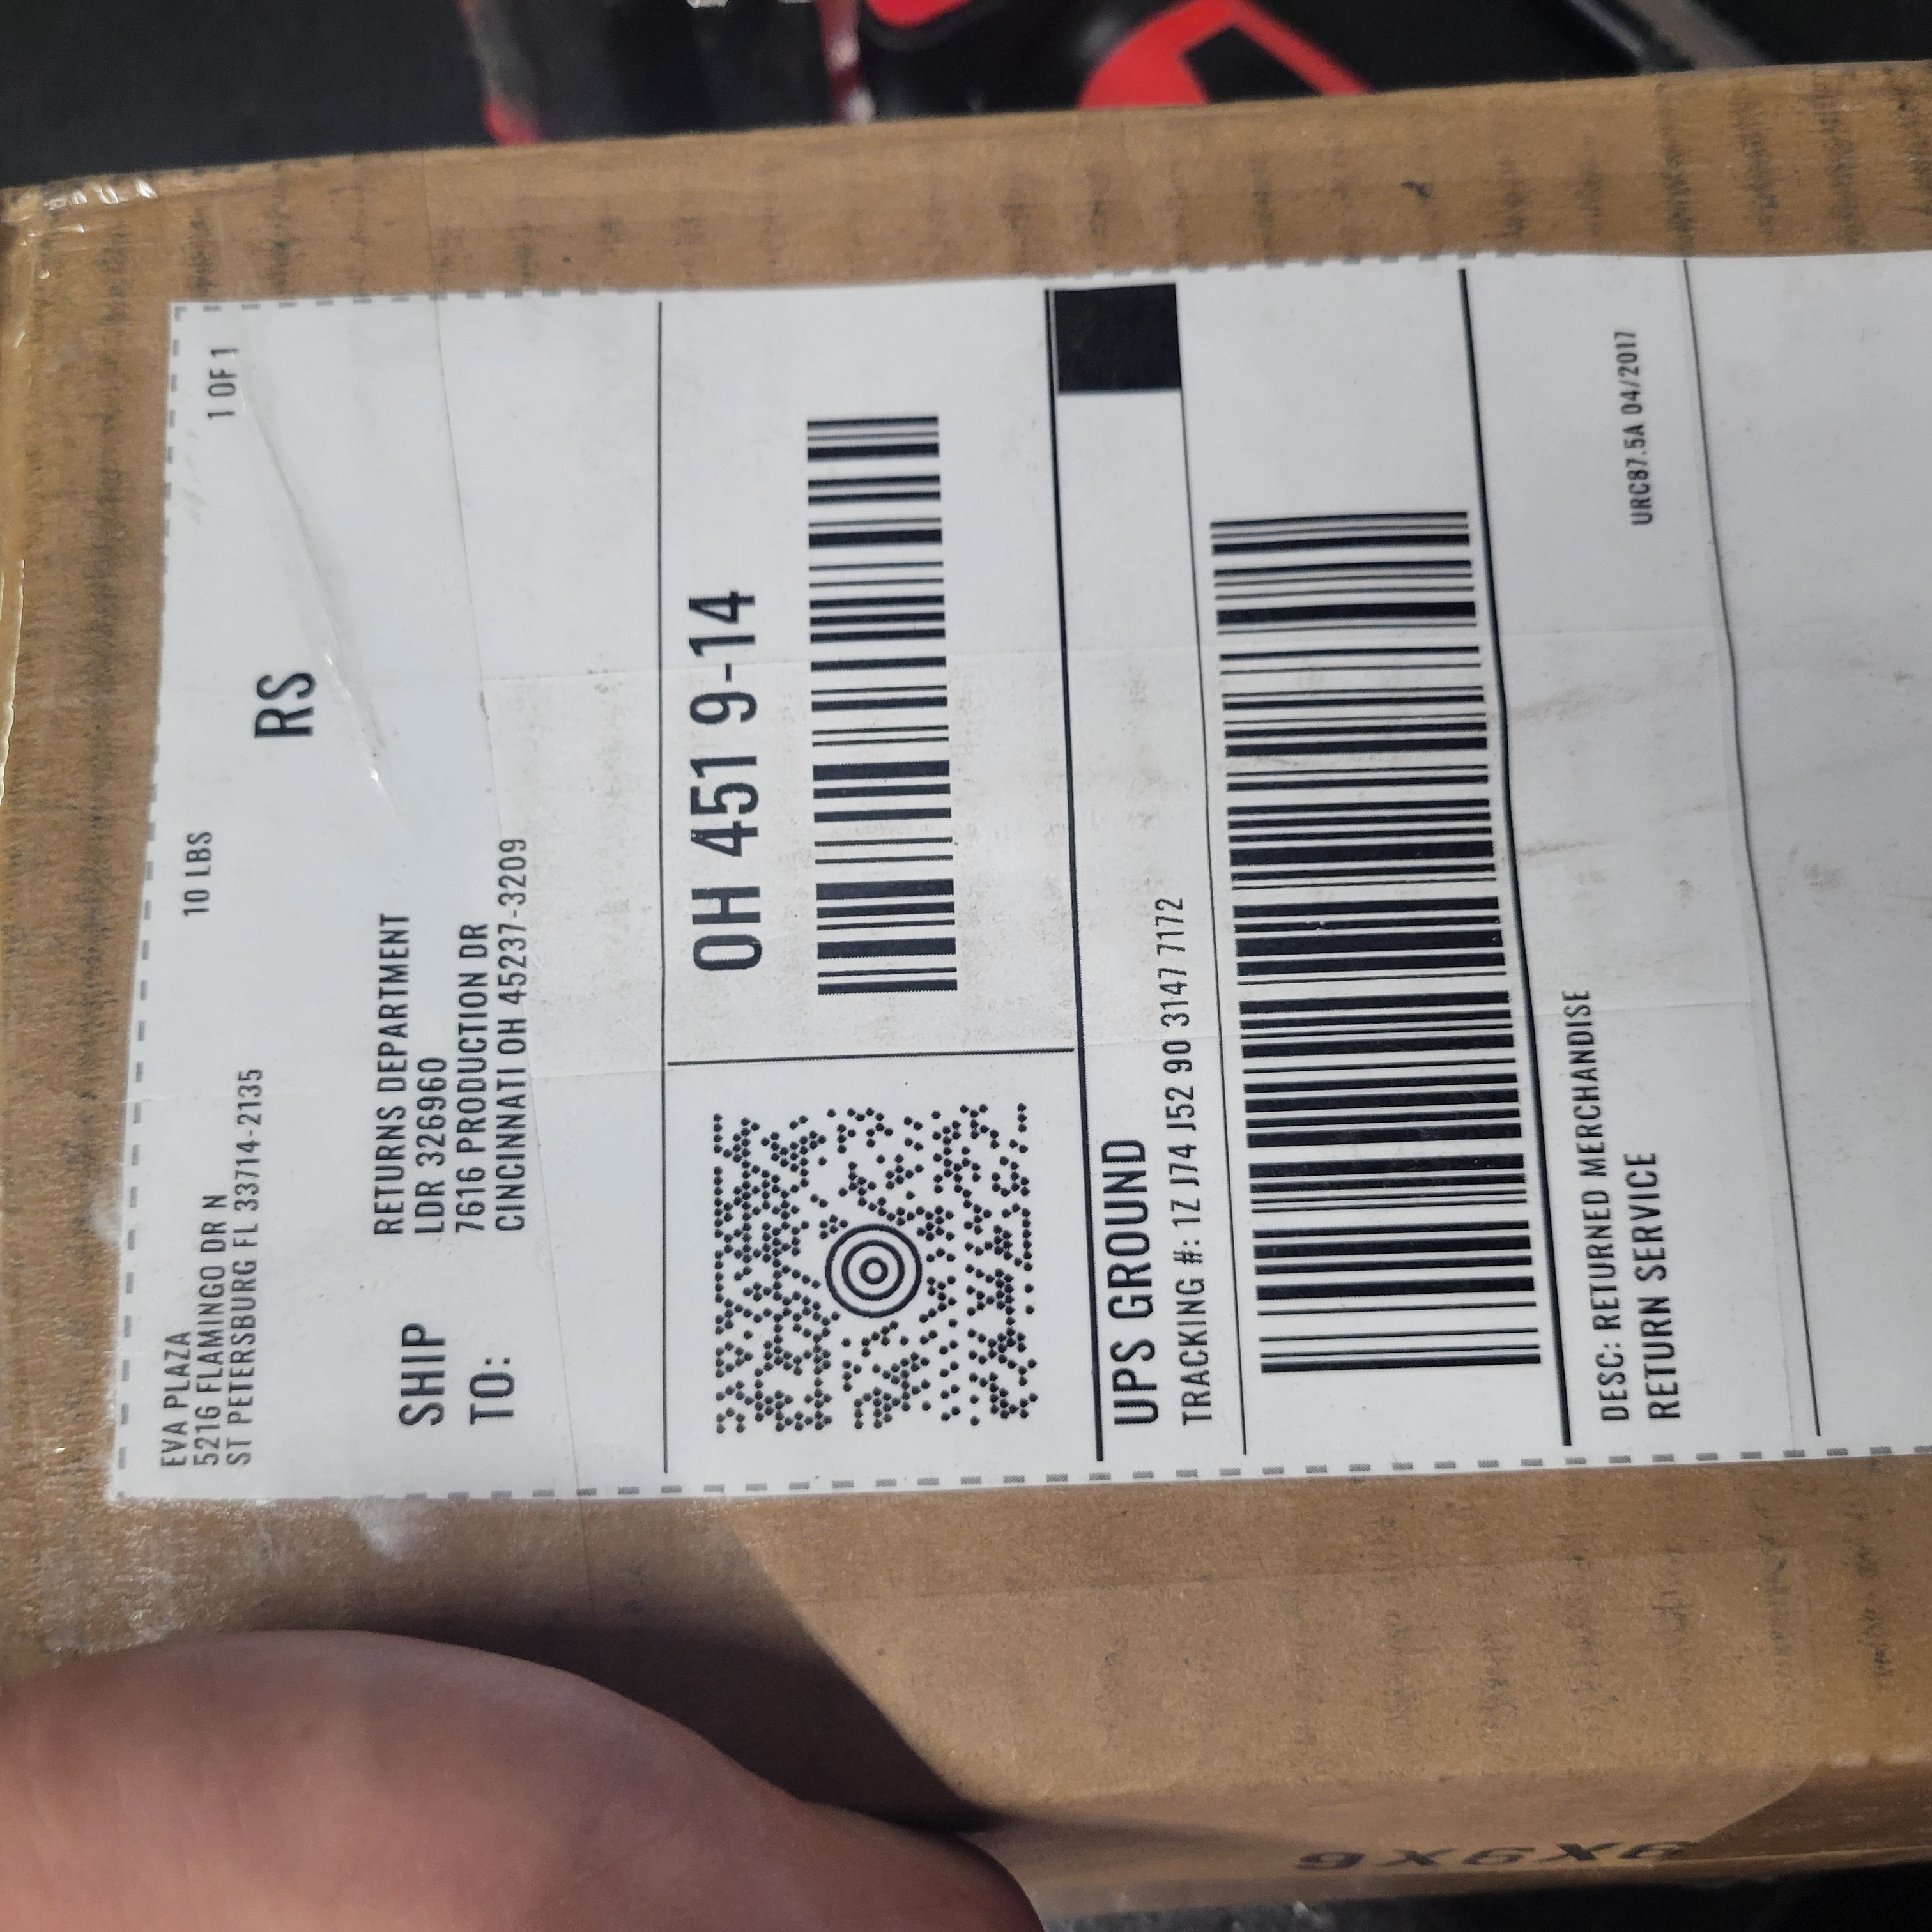 EVA PLAZA
5216 FLAMINGO DR N
ST PETERSBURG FL 33714-2135
10 LBS
1 OF 1
RS
SHIP
TO:
RETURNS DEPARTMENT
LDR 326960
7616 PRODUCTION DR
CINCINNATI OH 45237-3209
OH 451 9-14
UPS GROUND
TRACKING #: 1Z J74 J52 90 3147 7172
DESC: RETURNED MERCHANDISE
RETURN SERVICE
URC87.5A 04/2017
9X6X6